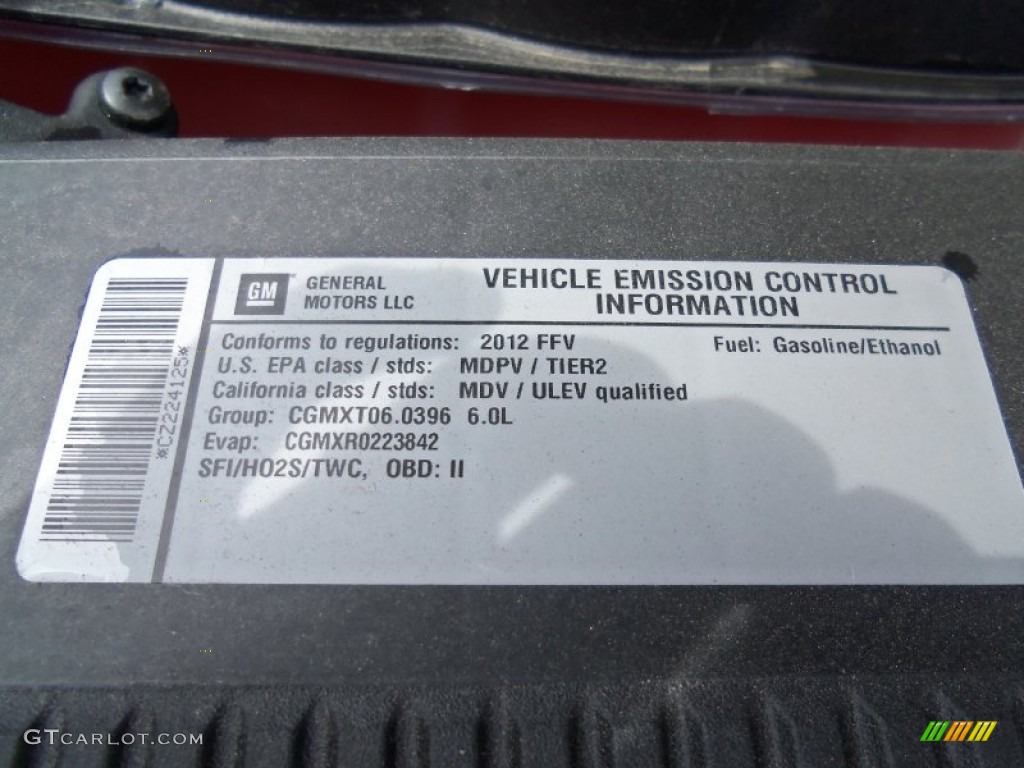 GM GENERAL
MOTORS LLC
VEHICLE EMISSION CONTROL
INFORMATION
*CZ224125*
Conforms to regulations: 2012 FFV Fuel: Gasoline/Ethanol
U.S. EPA class / stds: MDPV / TIER2
California class / stds: MDV / ULEV qualified
Group: CGMXT06.0396 6.0L
Evap: CGMXR0223842
SFI/HO2S/TWC, OBD: II
GTCARLOT.COM